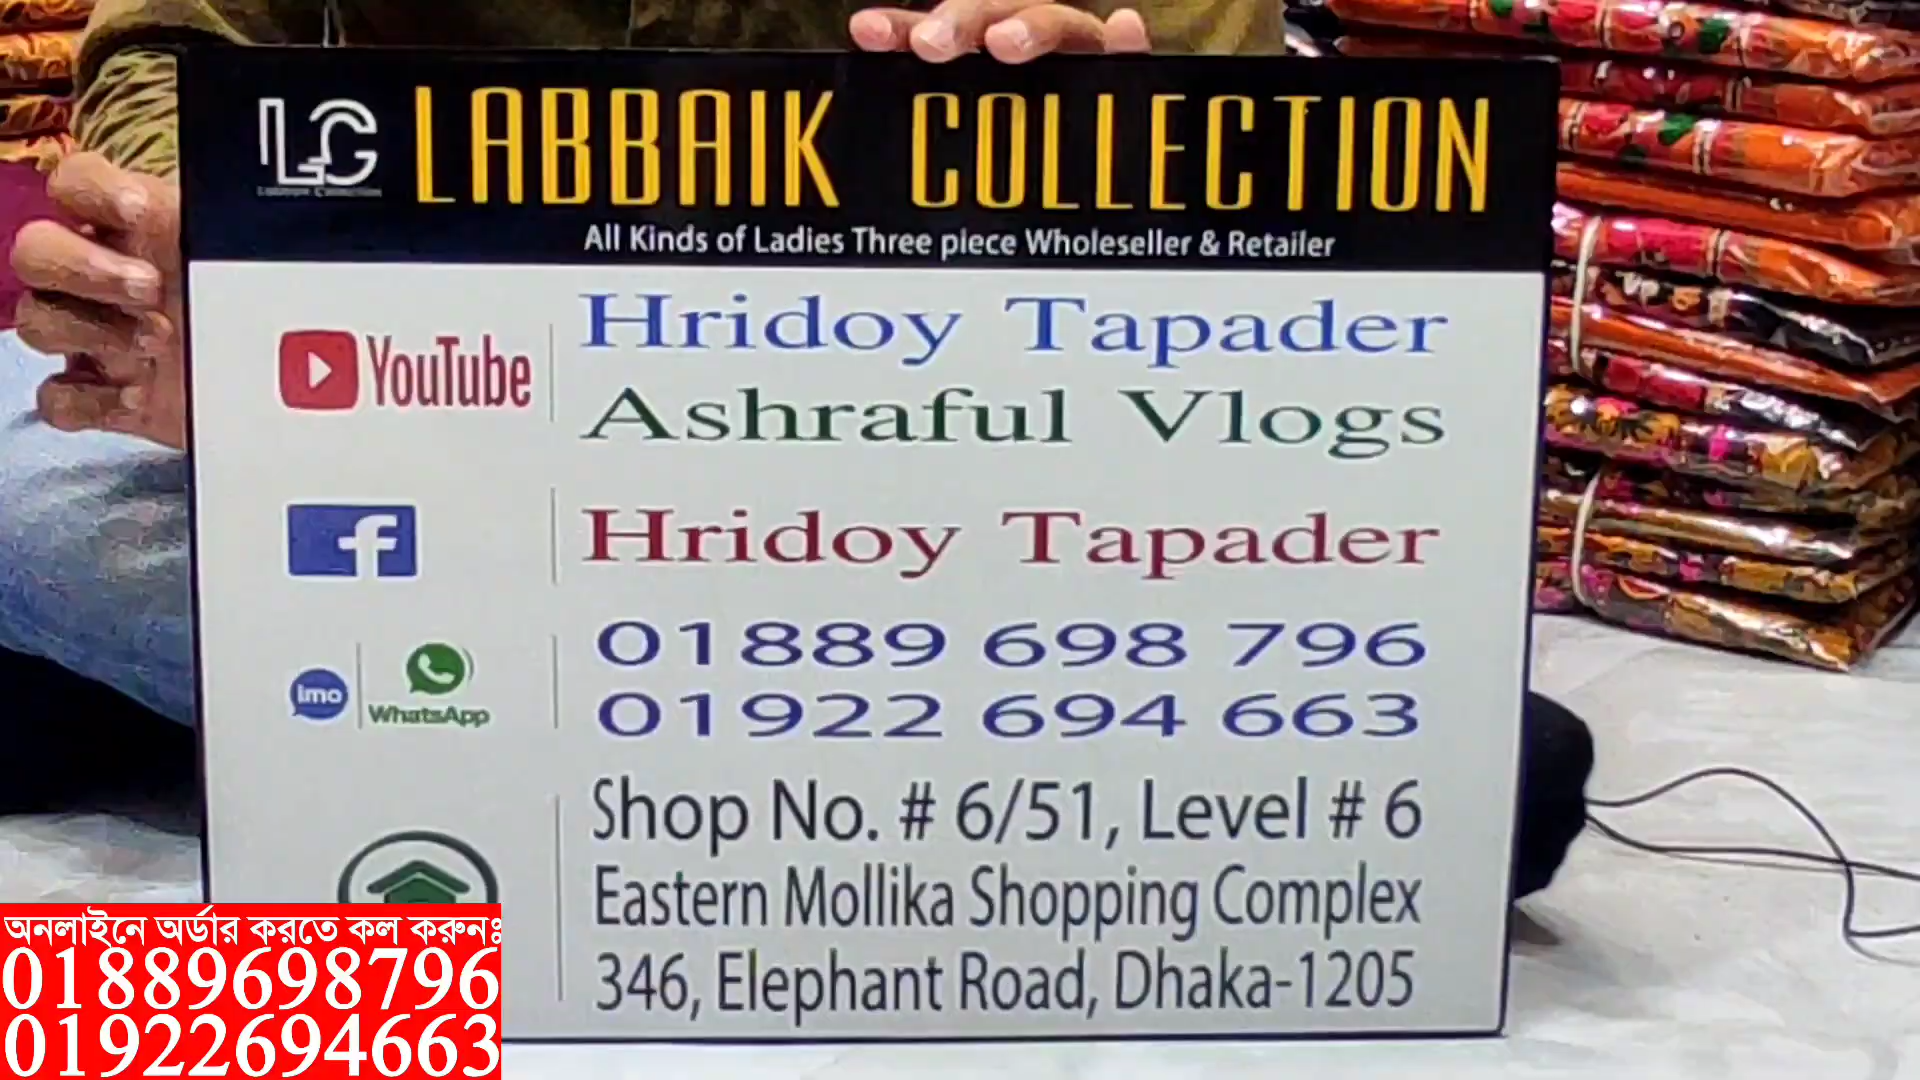 LC
LABBAIK COLLECTION
All Kinds of Ladies Three piece Wholeseller & Retailer
YouTube
Hridoy Tapader
Ashraful Vlogs
f
Hridoy Tapader
imo
WhatsApp
01889 698 796
01922 694 663
Shop No. # 6/51, Level # 6
Eastern Mollika Shopping Complex
346, Elephant Road, Dhaka-1205
অনলাইনে অর্ডার করতে কল করুনঃ
01889698796
01922694663